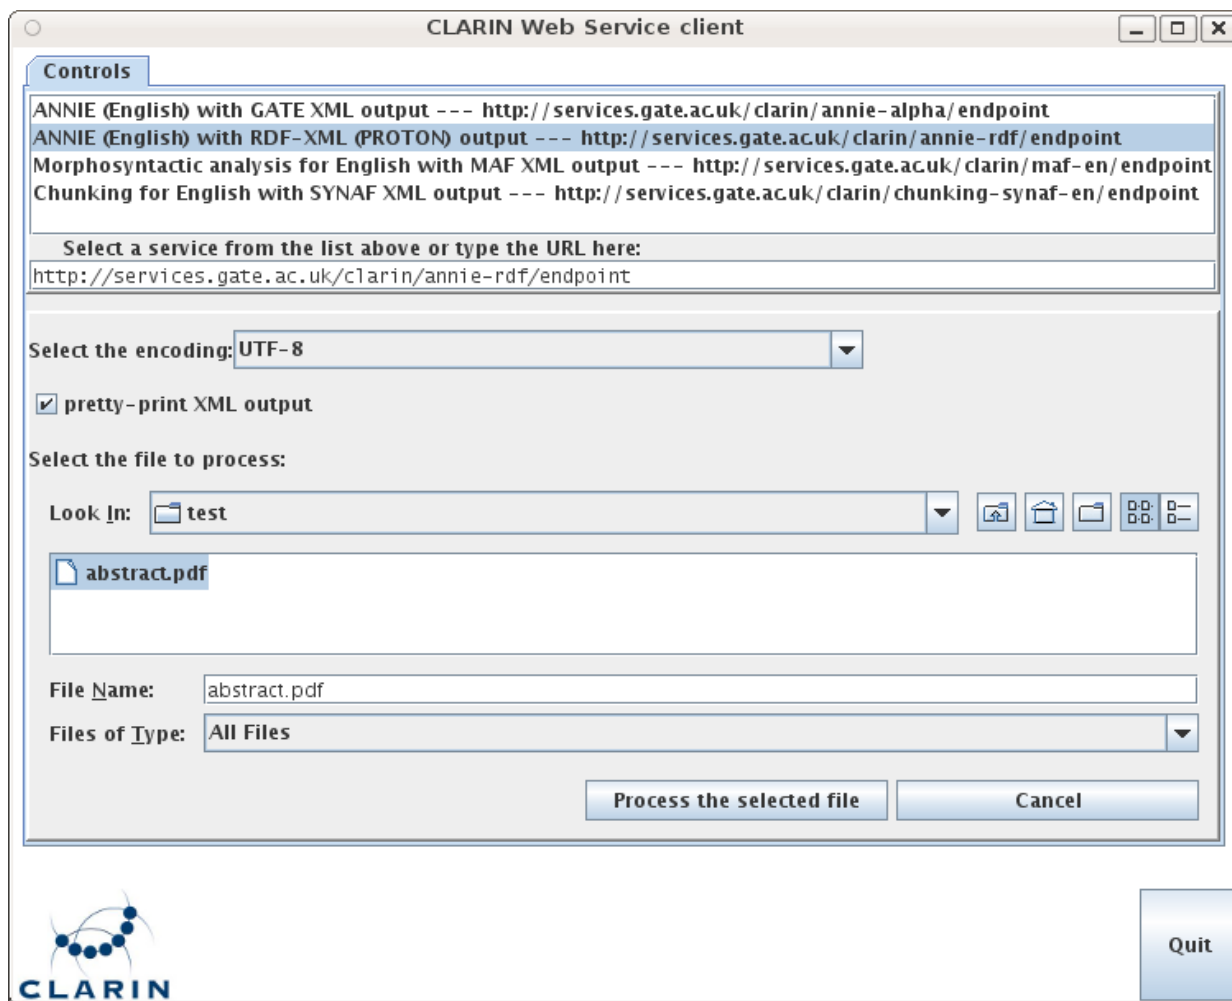 CLARIN Web Service client
Controls
ANNIE (English) with GATE XML output --- http://services.gate.ac.uk/clarin/annie-alpha/endpoint
ANNIE (English) with RDF-XML (PROTON) output --- http://services.gate.ac.uk/clarin/annie-rdf/endpoint
Morphosyntactic analysis for English with MAF XML output --- http://services.gate.ac.uk/clarin/maf-en/endpoint
Chunking for English with SYNAF XML output --- http://services.gate.ac.uk/clarin/chunking-synaf-en/endpoint
Select a service from the list above or type the URL here:
http://services.gate.ac.uk/clarin/annie-rdf/endpoint
Select the encoding: UTF-8
pretty-print XML output
Select the file to process:
Look In: test
abstract.pdf
File Name: abstract.pdf
Files of Type: All Files
Process the selected file Cancel
Quit
CLARIN